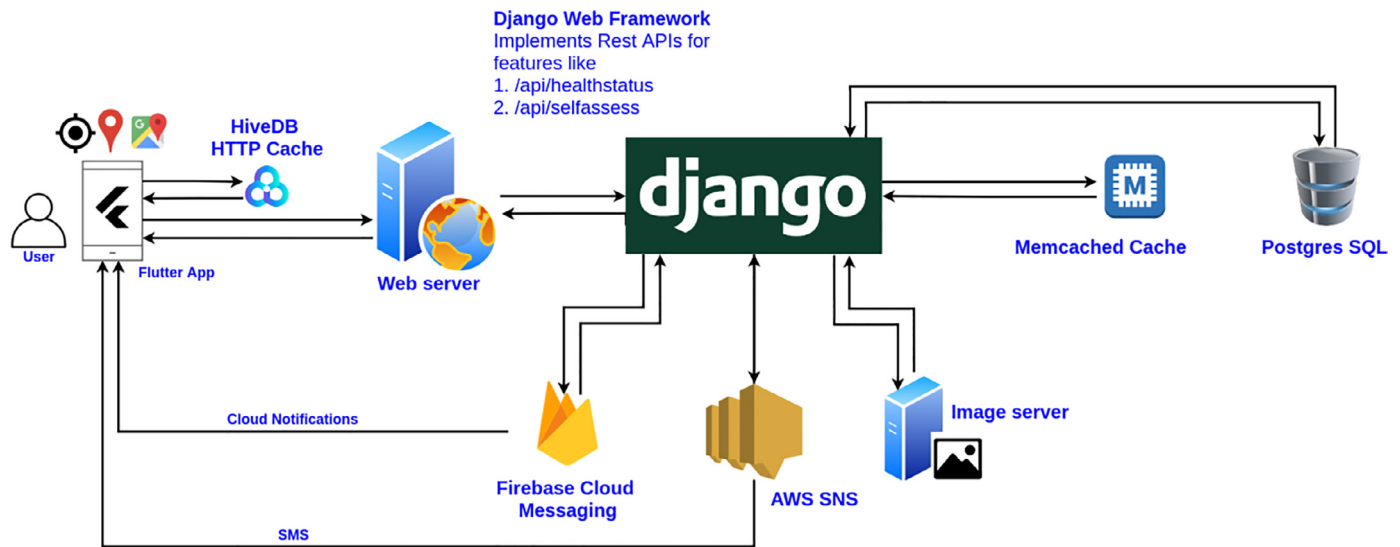 Django Web Framework
Implements Rest APIs for
features like
1. /api/healthstatus
2. /api/selfassess
HiveDB
HTTP Cache
G
django
M
User
Flutter App
Web server
Memcached Cache
Postgres SQL
Cloud Notifications
Image server
Firebase Cloud
Messaging
AWS SNS
SMS